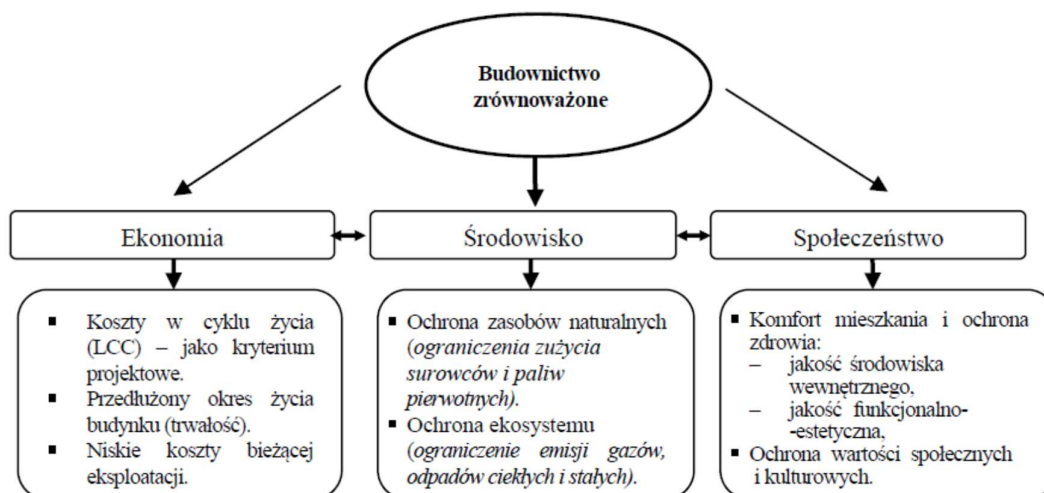 Budownictwo
zrównoważone
Ekonomia
Środowisko
Społeczeństwo
▪ Koszty w cyklu życia
(LCC) – jako kryterium
projektowe.
▪ Przedłużony okres życia
budynku (trwałość).
▪ Niskie koszty bieżącej
eksploatacji.
▪ Ochrona zasobów naturalnych
(ograniczenia zużycia
surowców i paliw
pierwotnych).
▪ Ochrona ekosystemu
(ograniczenie emisji gazów,
odpadów ciekłych i stałych).
▪ Komfort mieszkania i ochrona
zdrowia:
– jakość środowiska
wewnętrznego,
– jakość funkcjonalno-
-estetyczna,
▪ Ochrona wartości społecznych
i kulturowych.